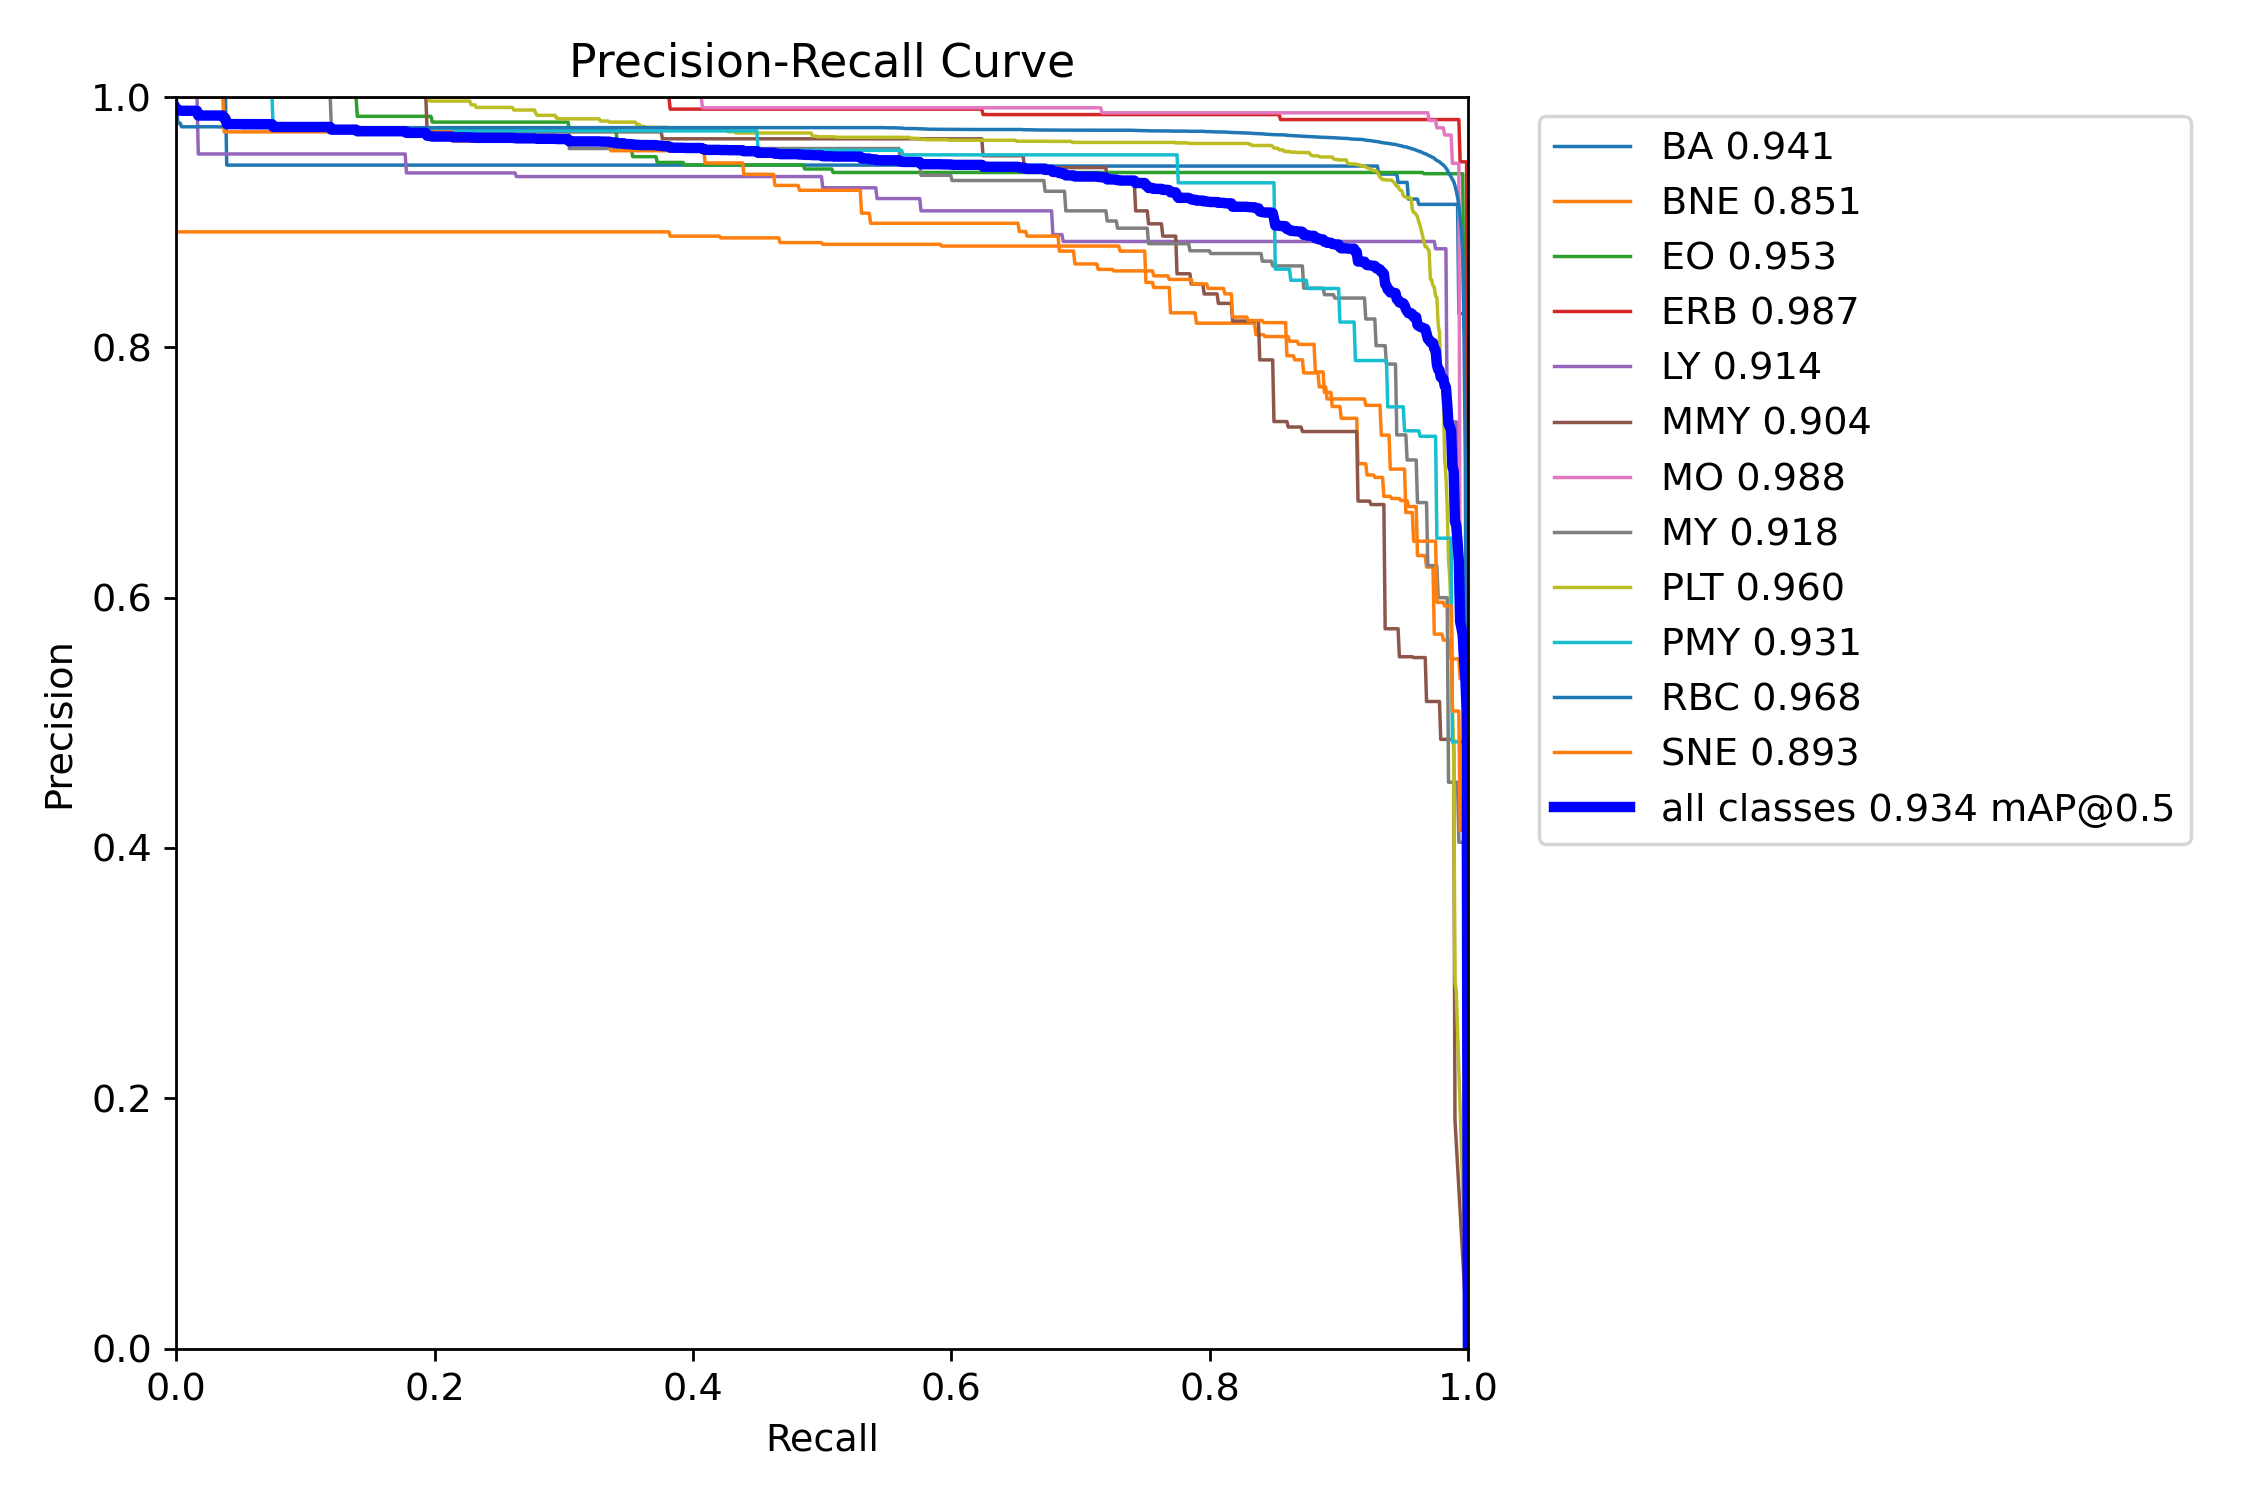 Precision-Recall Curve
1.0
0.8
0.6
0.4
0.2
0.0
0.0 0.2 0.4 0.6 0.8 1.0
Precision
Recall
BA 0.941
BNE 0.851
EO 0.953
ERB 0.987
LY 0.914
MMY 0.904
MO 0.988
MY 0.918
PLT 0.960
PMY 0.931
RBC 0.968
SNE 0.893
all classes 0.934 mAP@0.5